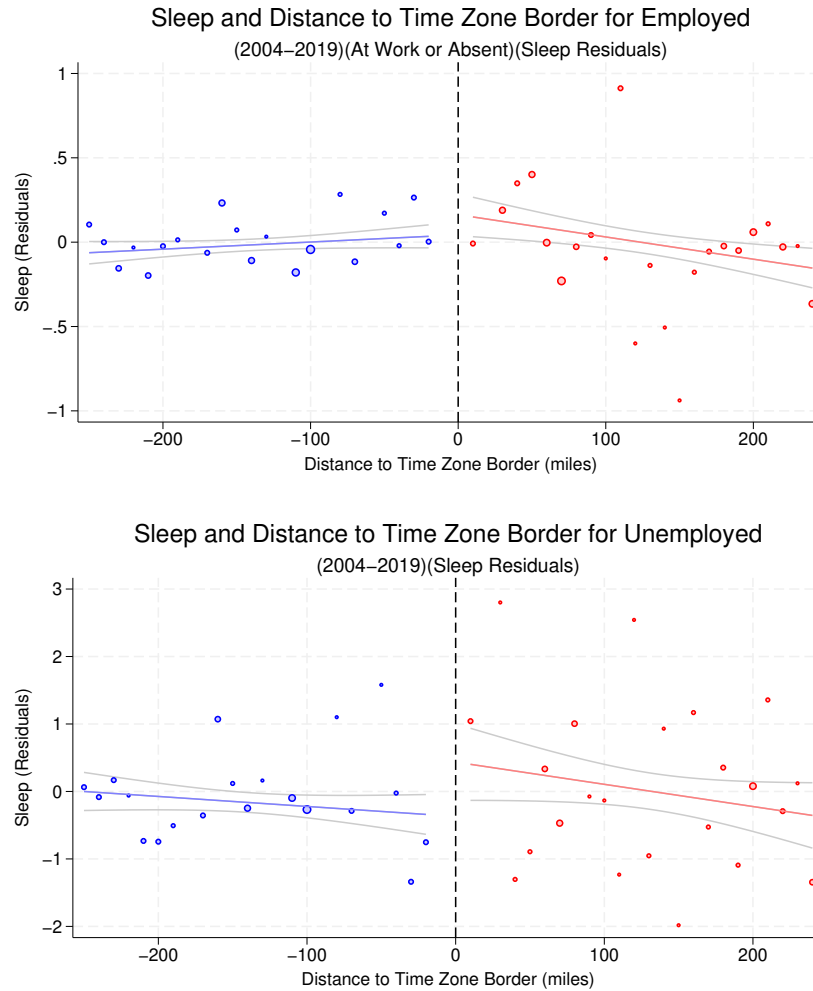 Sleep and Distance to Time Zone Border for Employed
(2004−2019)(At Work or Absent)(Sleep Residuals)
1
.5
0
−.5
−1
Sleep (Residuals)
−200 −100 0 100 200
Distance to Time Zone Border (miles)
Sleep and Distance to Time Zone Border for Unemployed
(2004−2019)(Sleep Residuals)
3
2
1
0
−1
−2
Sleep (Residuals)
−200 −100 0 100 200
Distance to Time Zone Border (miles)